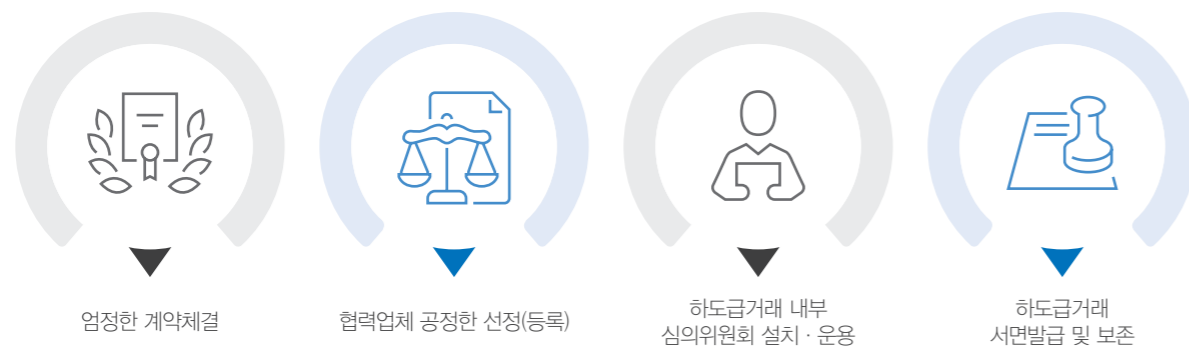 엄정한 계약체결
협력업체 공정한 선정(등록)
하도급거래 내부
심의위원회 설치 · 운용
하도급거래
서면발급 및 보존